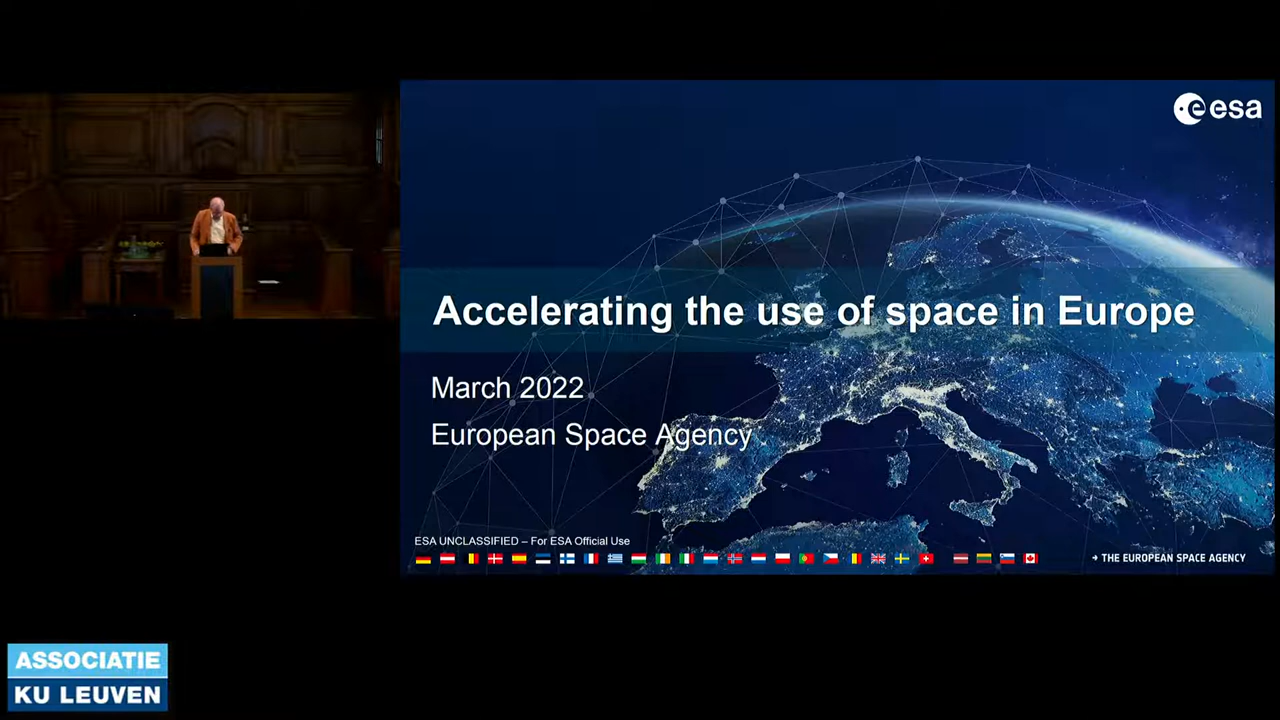 esa
Accelerating the use of space in Europe
March 2022
European Space Agency
ESA UNCLASSIFIED – For ESA Official Use
→ THE EUROPEAN SPACE AGENCY
ASSOCIATIE
KU LEUVEN